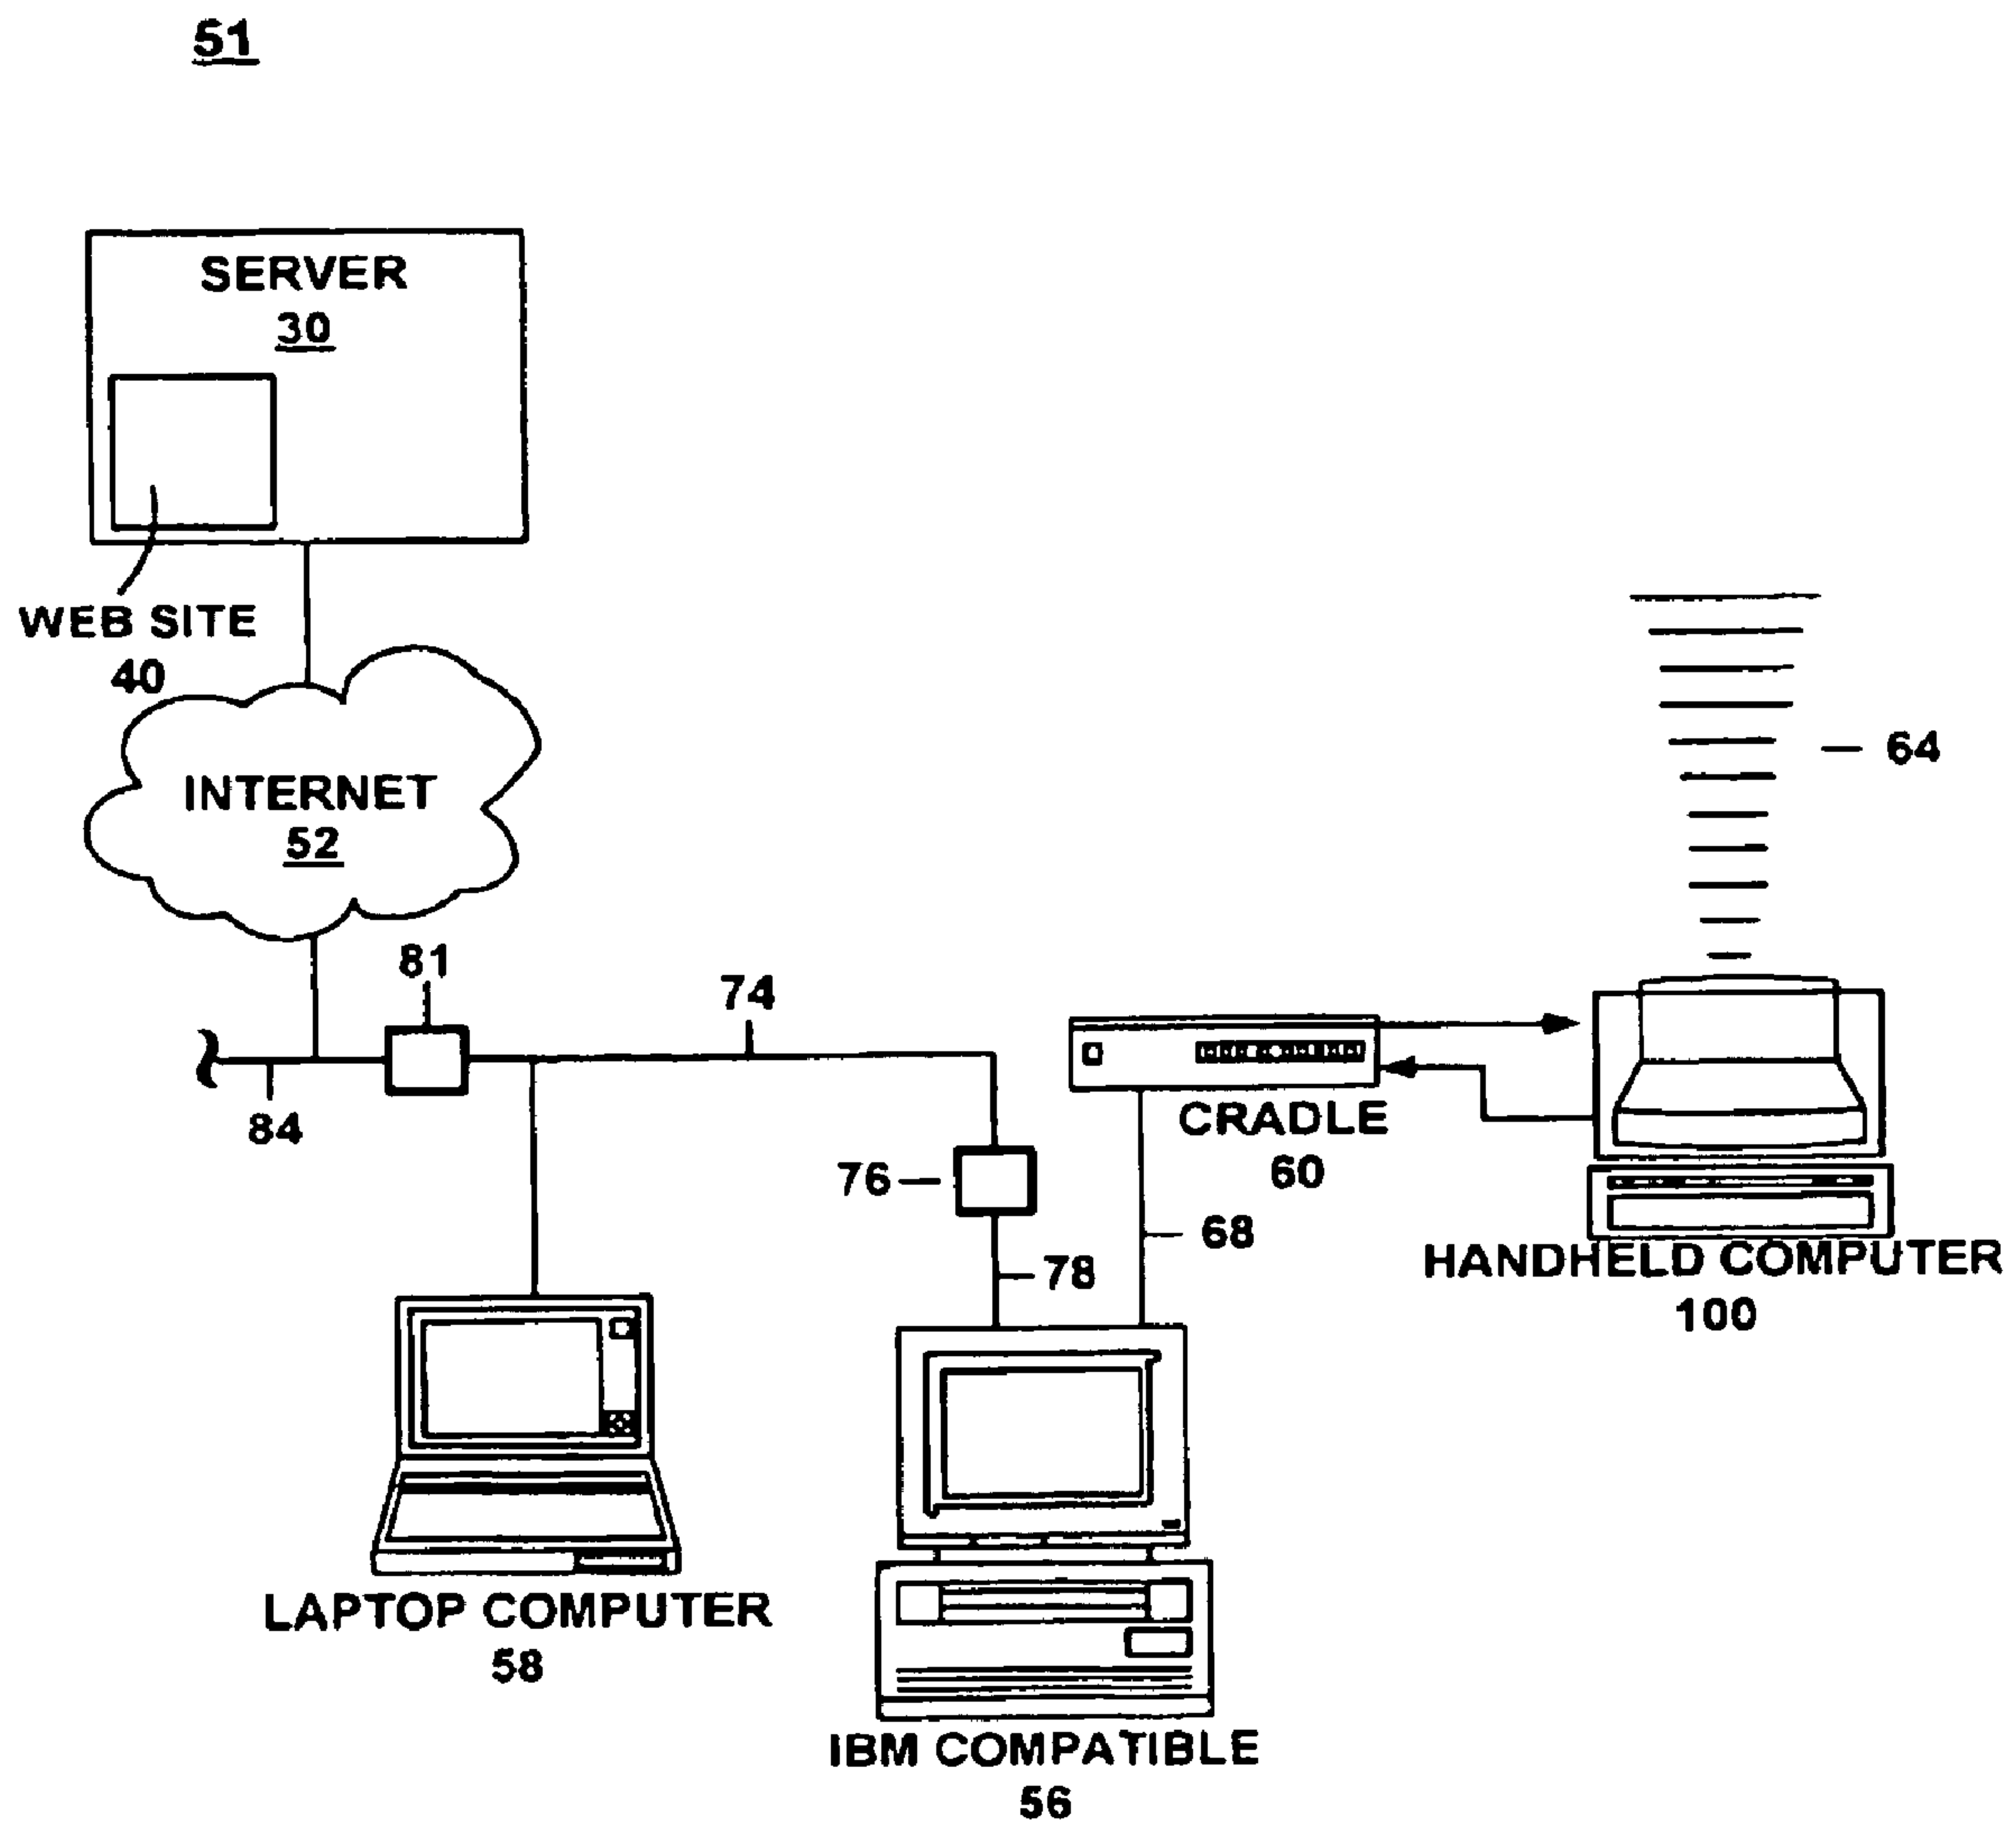 51
SERVER
30
WEB SITE
40
INTERNET
52
64
81
74
84
CRADLE
60
76
68
78
HANDHELD COMPUTER
100
LAPTOP COMPUTER
58
IBM COMPATIBLE
56